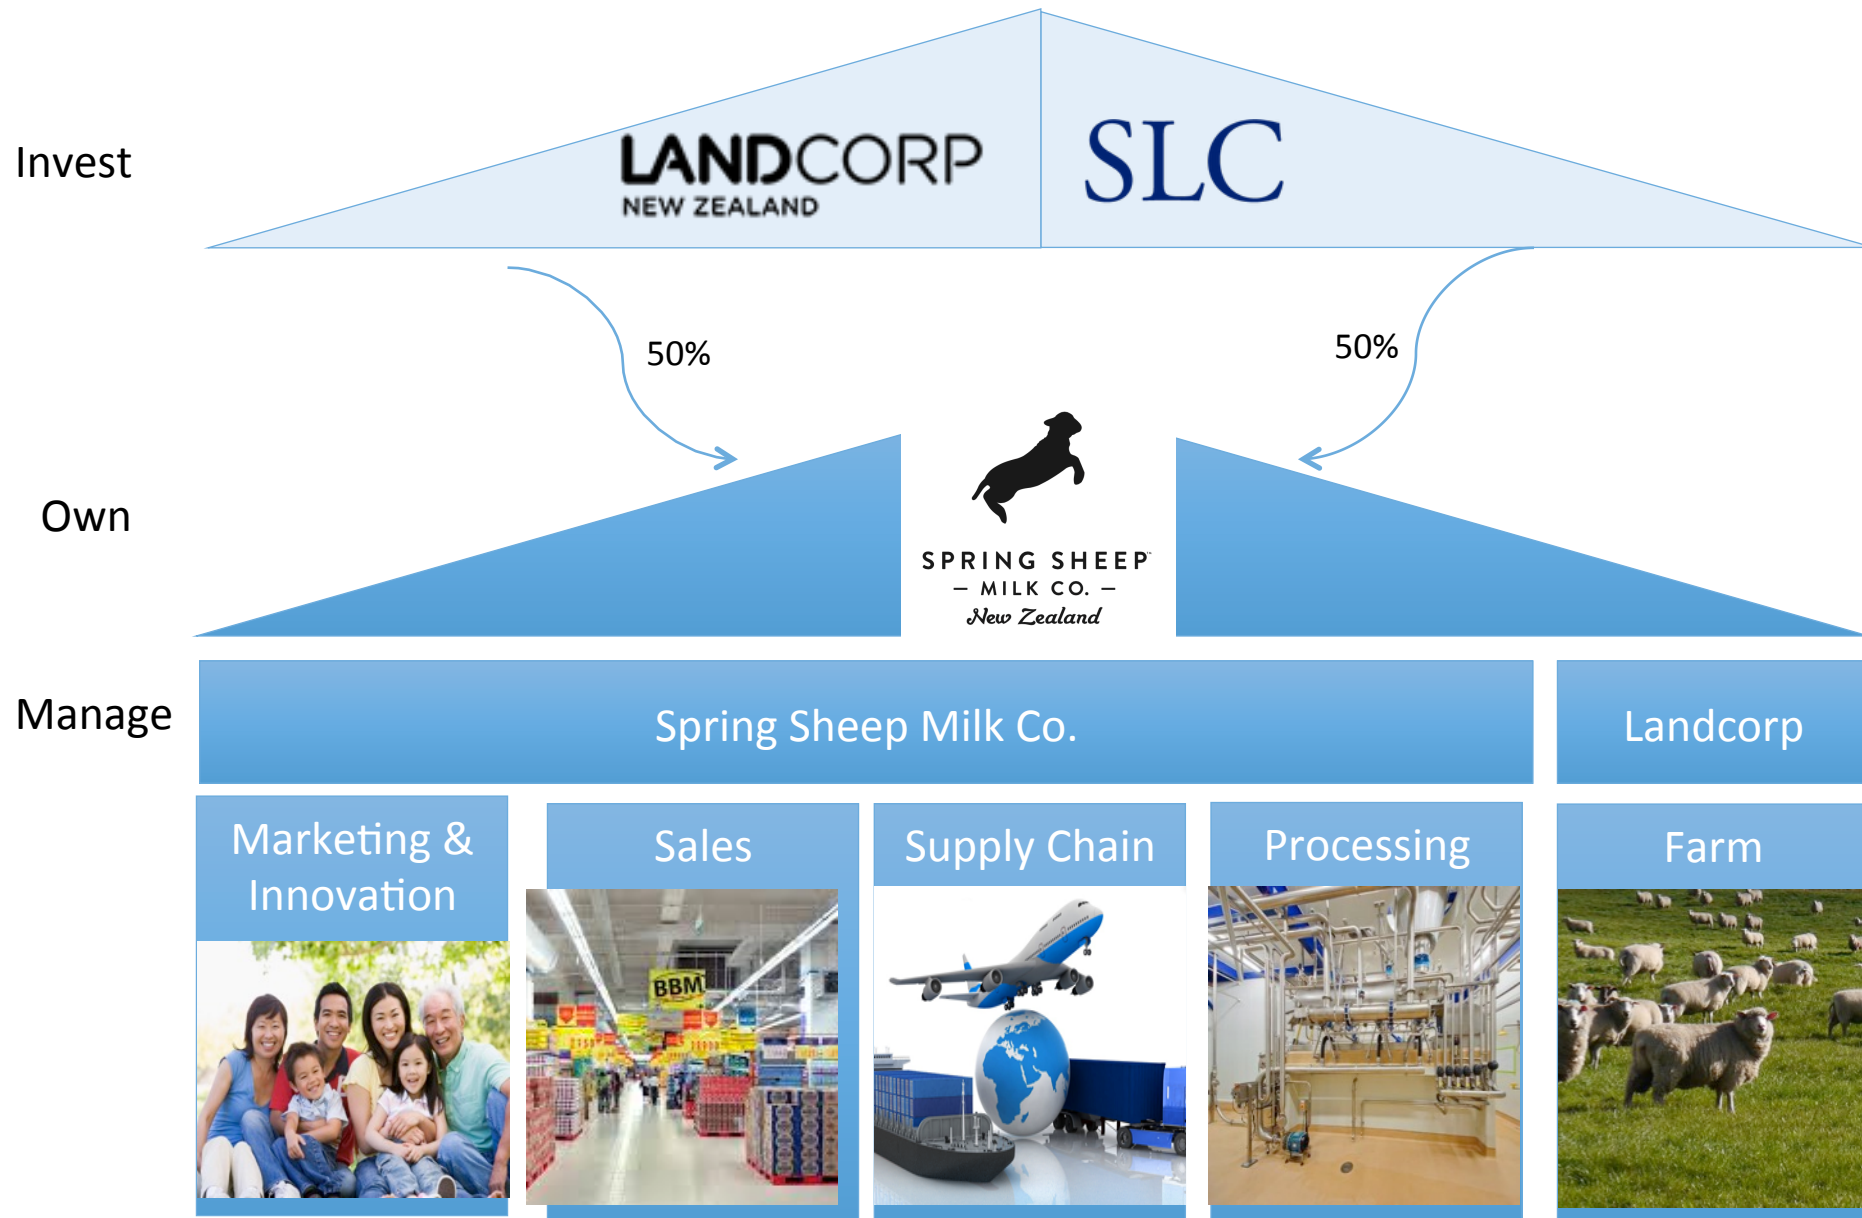 Invest
LANDCORP
NEW ZEALAND
SLC
50%
50%
Own
SPRING SHEEP™
— MILK CO. —
New Zealand
Manage
Spring Sheep Milk Co.
Landcorp
Marketing &
Innovation
Sales
Supply Chain
Processing
Farm
BBM